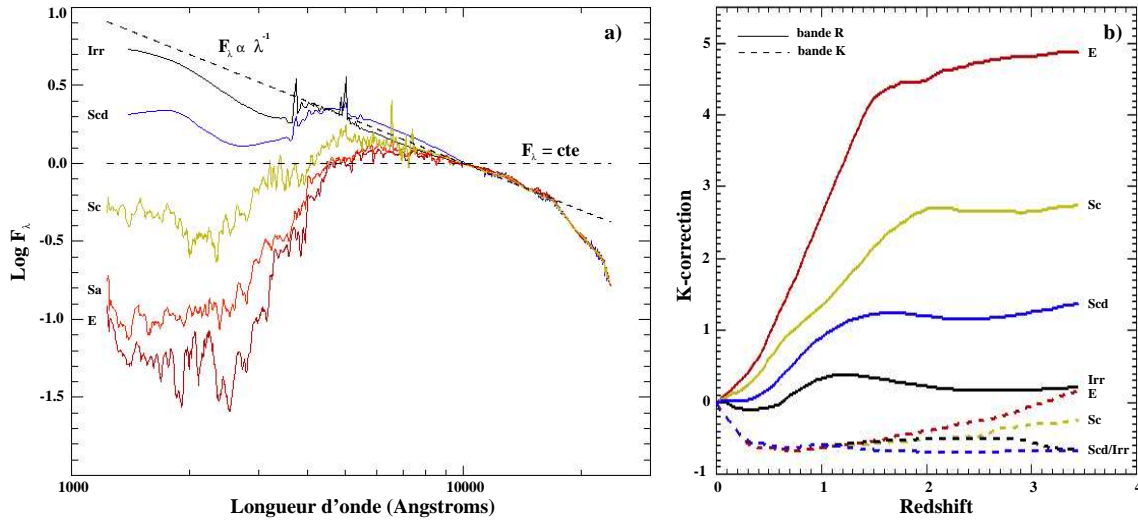 a)
F_λ α λ^-1
F_λ = cte
Irr
Scd
Sc
Sa
E
1.0
0.5
0.0
-0.5
-1.0
-1.5
Log F_λ
1000
10000
Longueur d'onde (Angstroms)
b)
bande R
bande K
5
4
3
2
1
0
-1
K-correction
E
Sc
Scd
Irr
E
Sc
Scd/Irr
0
1
2
3
4
Redshift